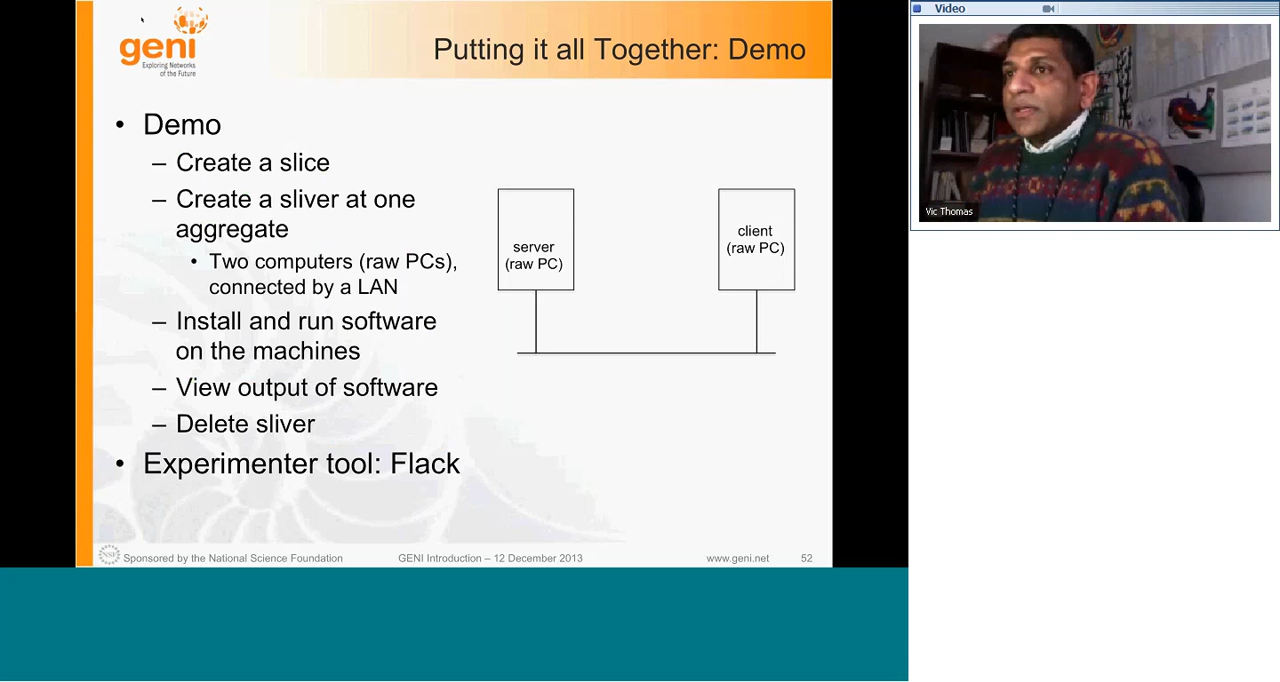 geni
Exploring Networks
of the Future
Putting it all Together: Demo
• Demo
– Create a slice
– Create a sliver at one
aggregate
• Two computers (raw PCs),
connected by a LAN
– Install and run software
on the machines
– View output of software
– Delete sliver
• Experimenter tool: Flack
server
(raw PC)
client
(raw PC)
NSF
Sponsored by the National Science Foundation
GENI Introduction – 12 December 2013
www.geni.net
52
Video
Vic Thomas